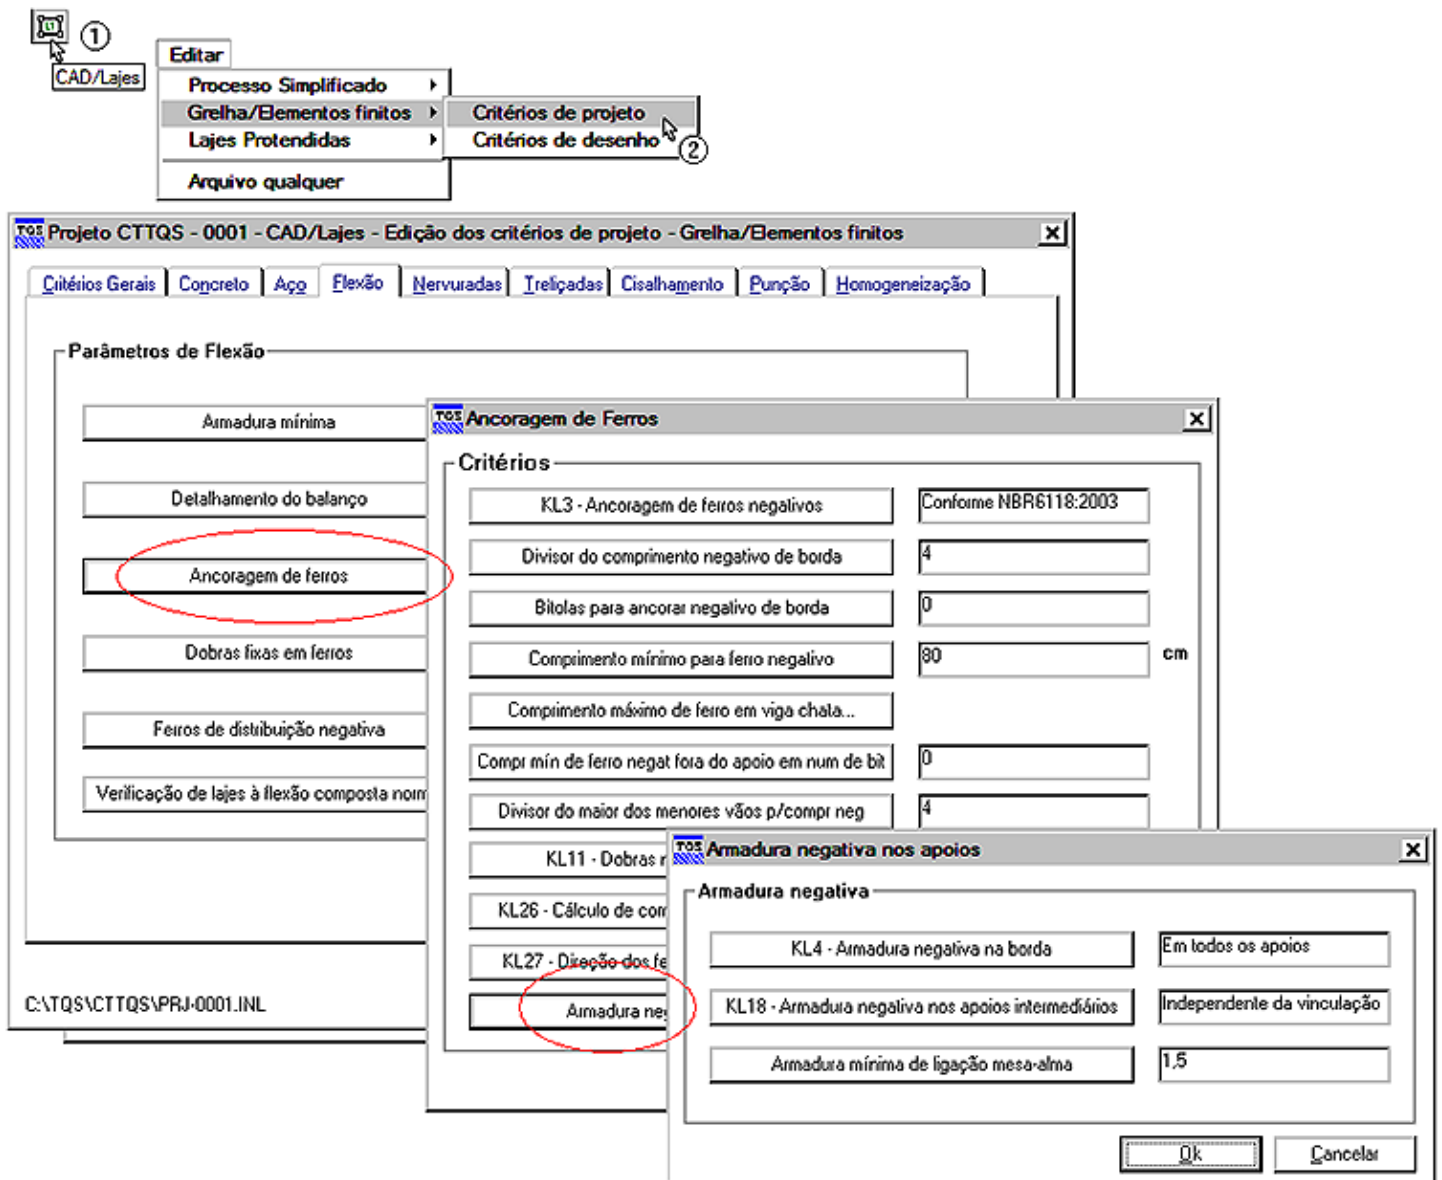 1
CAD/Lajes
Editar
Processo Simplificado
Grelha/Elementos finitos
Lajes Protendidas
Arquivo qualquer
Critérios de projeto
Critérios de desenho
2
TQS Projeto CTTQS - 0001 - CAD/Lajes - Edição dos critérios de projeto - Grelha/Elementos finitos
Critérios Gerais Concreto Aço Flexão Nervuradas Treliçadas Cisalhamento Punção Homogeneização
Parâmetros de Flexão
Armadura mínima
Detalhamento do balanço
Ancoragem de ferros
Dobras fixas em ferros
Ferros de distribuição negativa
Verificação de lajes à flexão composta norm
C:\TQS\CTTQS\PRJ-0001.INL
TQS Ancoragem de Ferros
Critérios
KL3 - Ancoragem de ferros negativos Conforme NBR6118:2003
Divisor do comprimento negativo de borda 4
Bitolas para ancorar negativo de borda 0
Comprimento mínimo para ferro negativo 80 cm
Comprimento máximo de ferro em viga chata...
Compr mín de ferro negat fora do apoio em num de bit 0
Divisor do maior dos menores vãos p/compr neg 4
KL11 - Dobras
KL26 - Cálculo de com
KL27 - Direção dos fe
Armadura neg
TQS Armadura negativa nos apoios
Armadura negativa
KL4 - Armadura negativa na borda Em todos os apoios
KL18 - Armadura negativa nos apoios intermediários Independente da vinculação
Armadura mínima de ligação mesa-alma 1,5
Ok Cancelar